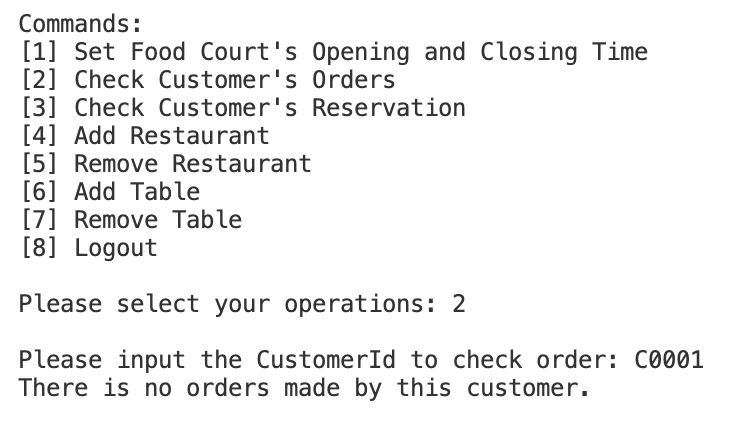 Commands:
[1] Set Food Court's Opening and Closing Time
[2] Check Customer's Orders
[3] Check Customer's Reservation
[4] Add Restaurant
[5] Remove Restaurant
[6] Add Table
[7] Remove Table
[8] Logout
Please select your operations: 2
Please input the CustomerId to check order: C0001
There is no orders made by this customer.